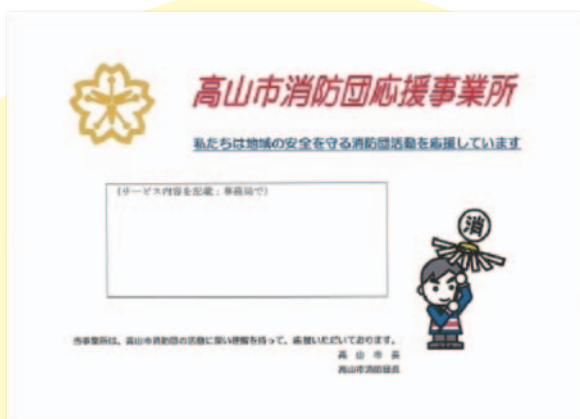 高山市消防団応援事業所
私たちは地域の安全を守る消防団活動を応援しています
(サービス内容を記載:事務局で)
消
当事業所は、高山市消防団の活動に深い理解を持って、応援いただいております。
高山市長
高山市消防団長